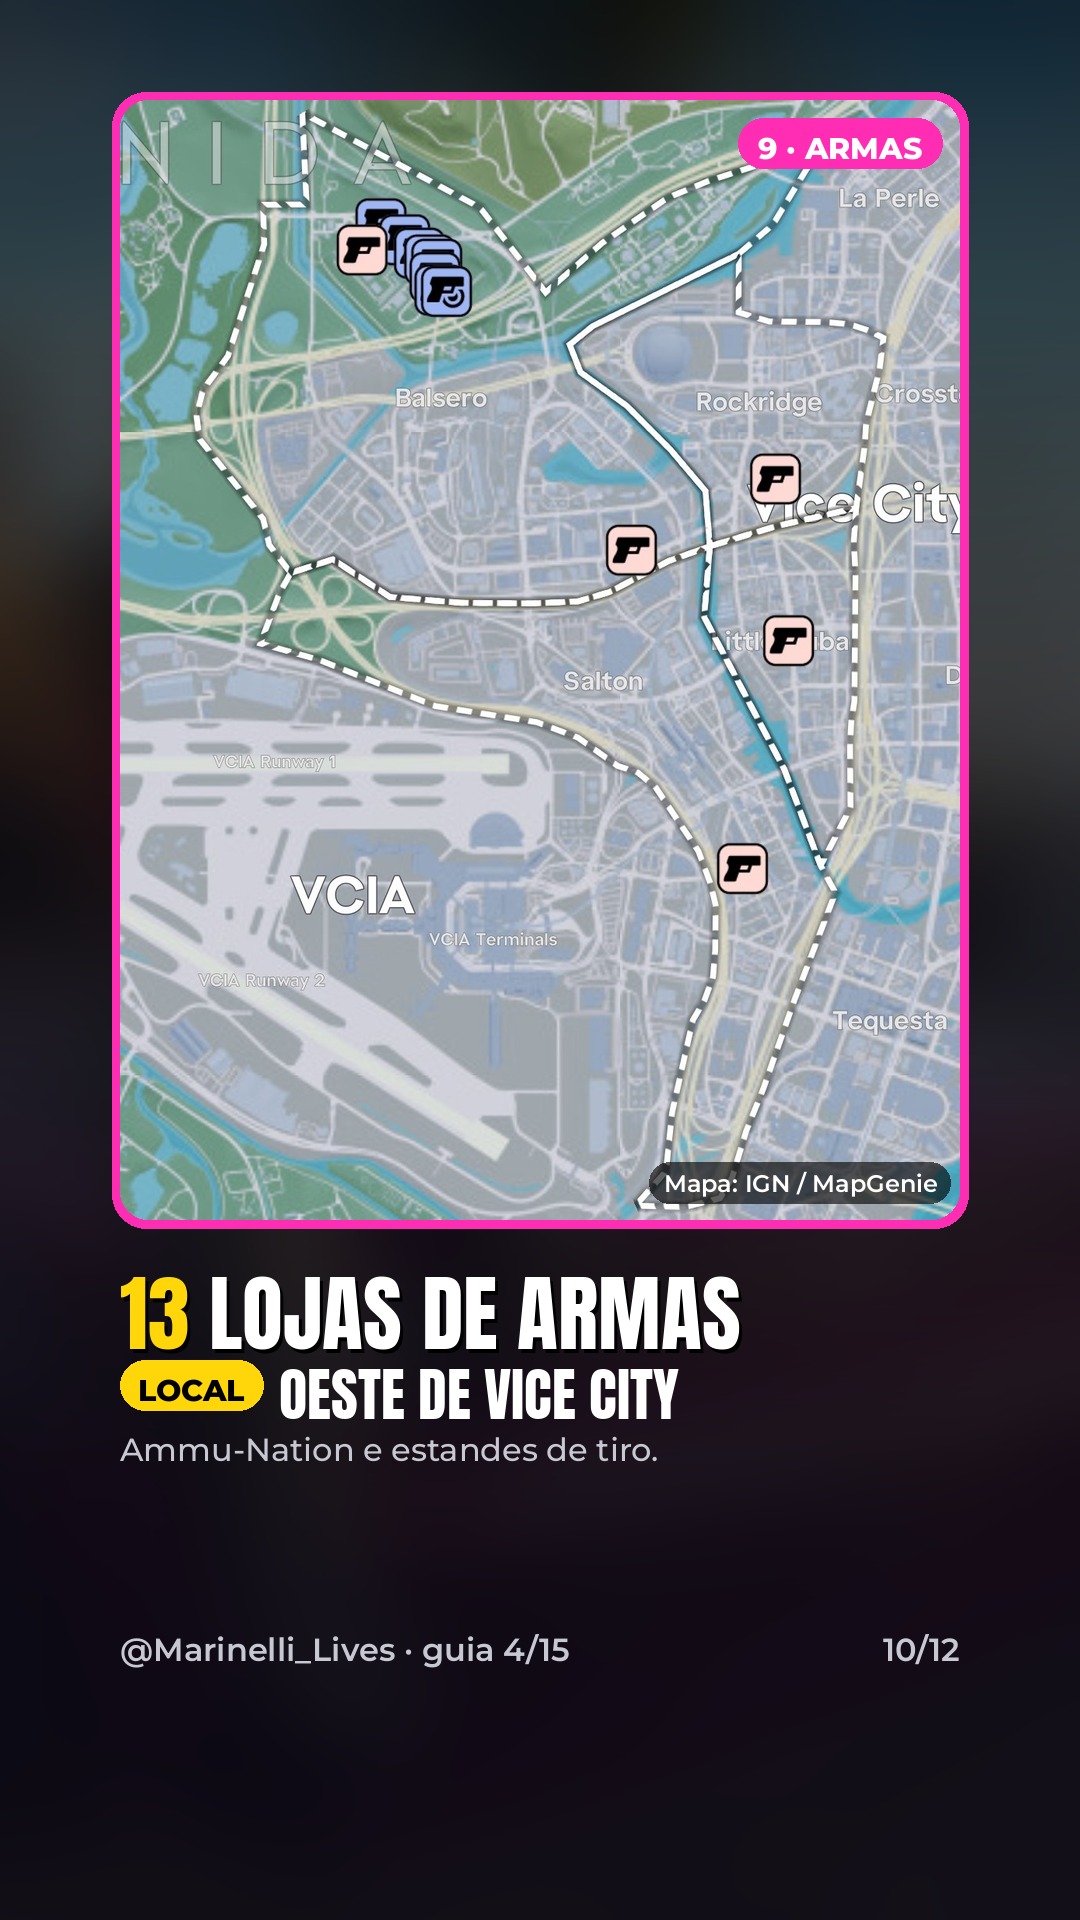 NIDA
9 · ARMAS
La Perle
Balsero
Rockridge
Crosst
Vice City
Salton
D
VCIA Runway 1
VCIA
VCIA Terminals
VCIA Runway 2
Tequesta
Mapa: IGN / MapGenie
13 LOJAS DE ARMAS
LOCAL OESTE DE VICE CITY
Ammu-Nation e estandes de tiro.
@Marinelli_Lives · guia 4/15
10/12